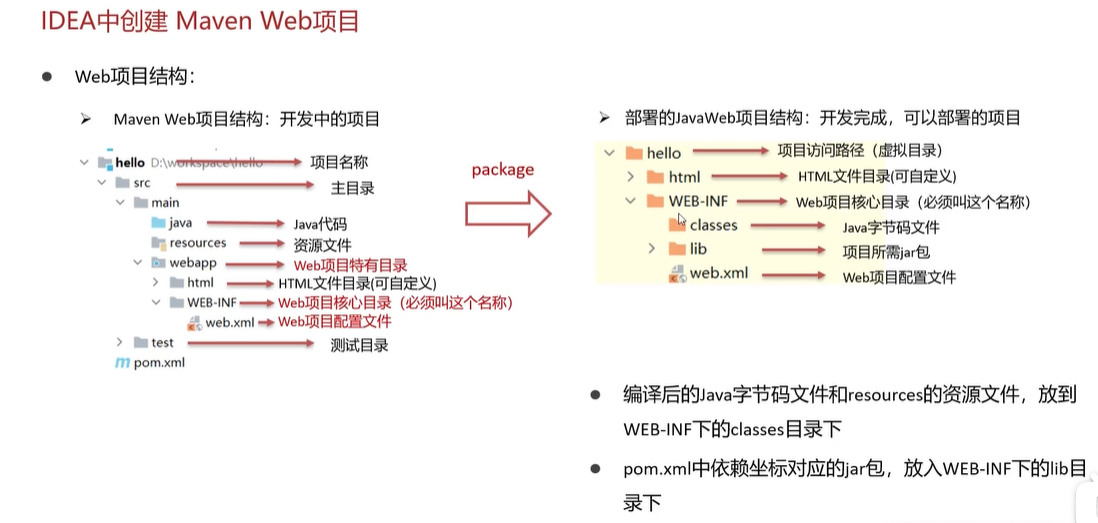 IDEA中创建 Maven Web项目
Web项目结构：
Maven Web项目结构：开发中的项目
hello D:\workspace\hello 项目名称
src 主目录
main
java Java代码
resources 资源文件
webapp Web项目特有目录
html HTML文件目录(可自定义)
WEB-INF Web项目核心目录（必须叫这个名称）
web.xml Web项目配置文件
test 测试目录
pom.xml
package
部署的JavaWeb项目结构：开发完成，可以部署的项目
hello 项目访问路径（虚拟目录）
html HTML文件目录(可自定义)
WEB-INF Web项目核心目录（必须叫这个名称）
classes Java字节码文件
lib 项目所需jar包
web.xml Web项目配置文件
编译后的Java字节码文件和resources的资源文件，放到
WEB-INF下的classes目录下
pom.xml中依赖坐标对应的jar包，放入WEB-INF下的lib目
录下